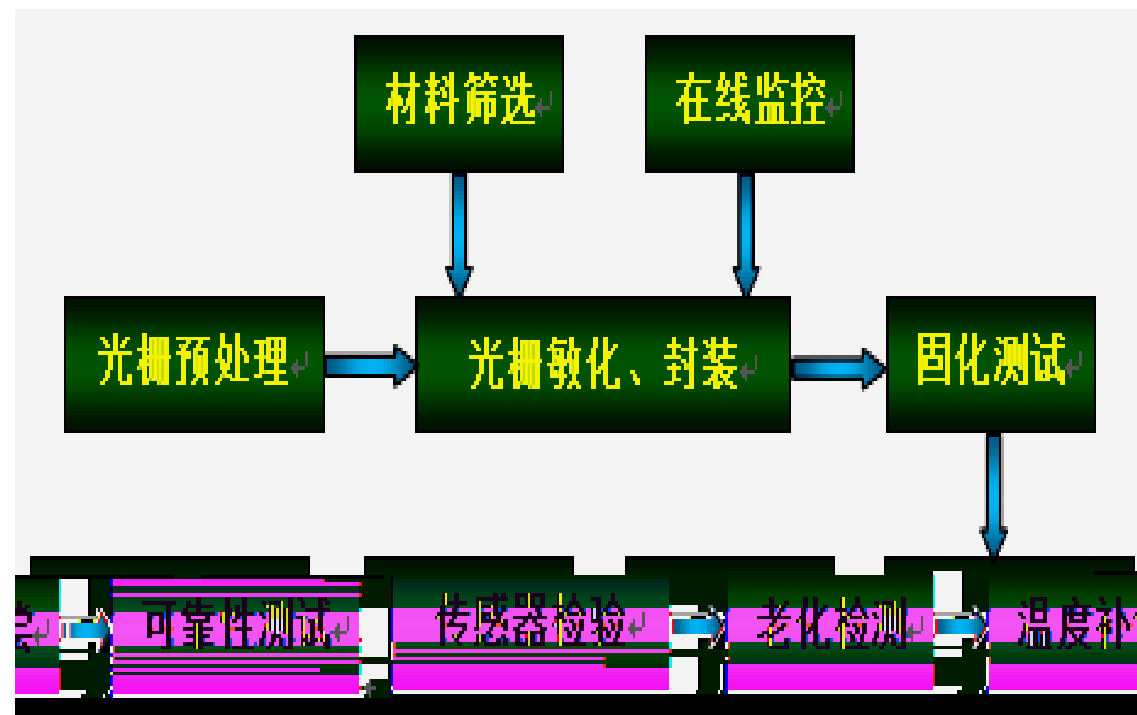 材料筛选
在线监控
光栅预处理
光栅敏化、封装
固化测试
可靠性测试
传感器检验
老化检测
温度补